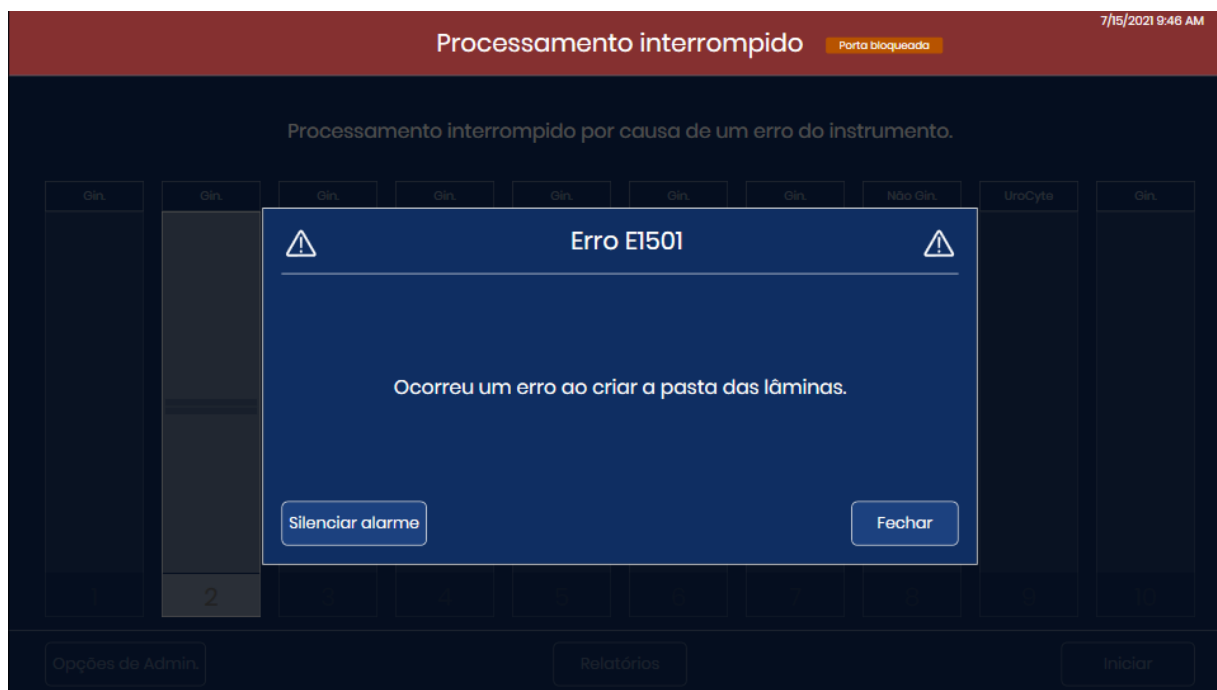 7/15/2021 9:46 AM
Processamento interrompido Porta bloqueada
Processamento interrompido por causa de um erro do instrumento.
Gin. Gin. Gin. Gin. Gin. Gin. Gin. Não Gin. UroCyte Gin.
Erro E1501
Ocorreu um erro ao criar a pasta das lâminas.
Silenciar alarme Fechar
1 2 3 4 5 6 7 8 9 10
Opções de Admin. Relatórios Iniciar